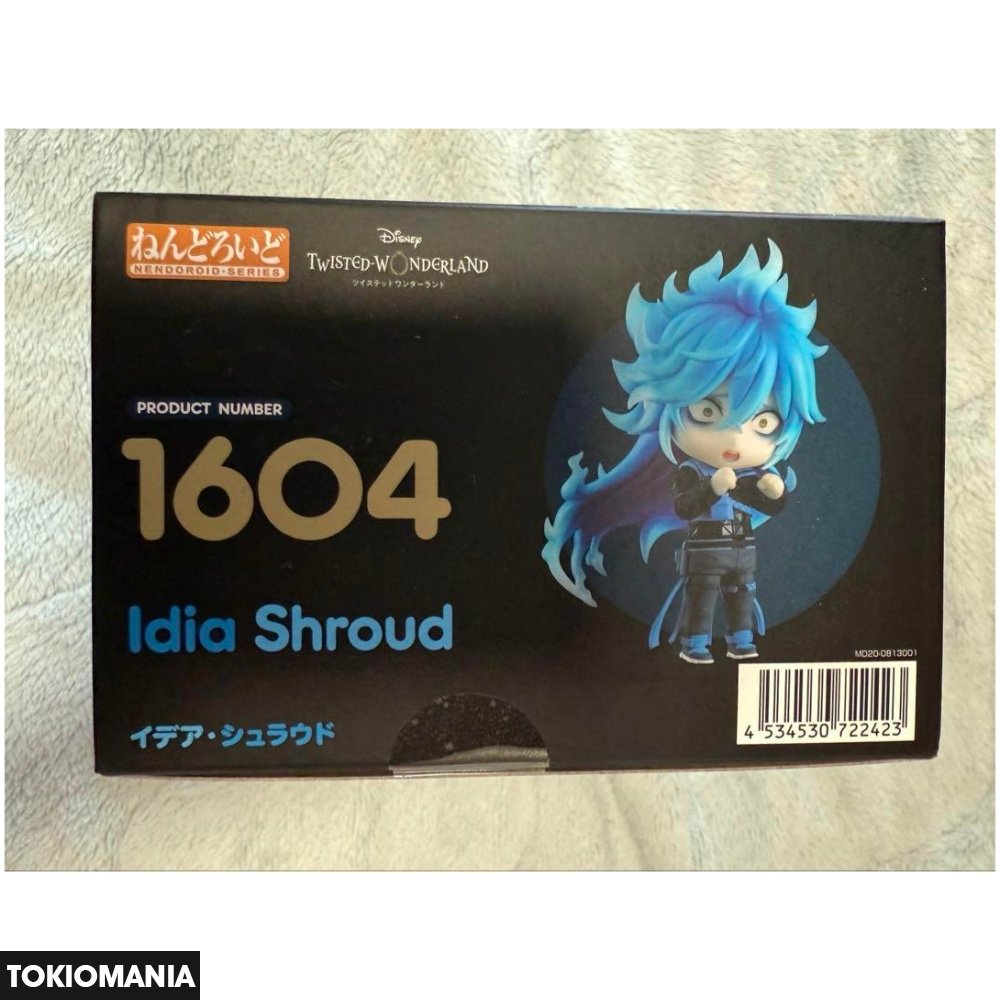 ねんどろいど
NENDOROID・SERIES
Disney
TWISTED-WONDERLAND
ツイステッドワンダーランド
PRODUCT NUMBER
1604
Idia Shroud
イデア・シュラウド
MD20-0813001
4 534530 722423
TOKIOMANIA